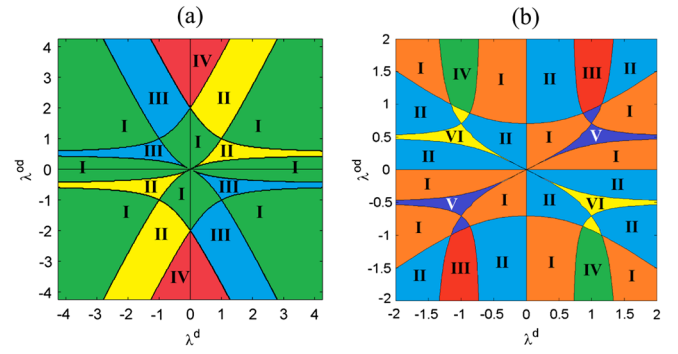 (a)
4
3
2
1
0
-1
-2
-3
-4
λ^od
IV
III
II
I
I
I
III
II
I
I
II
III
I
I
I
II
III
IV
-4 -3 -2 -1 0 1 2 3 4
λ^d
(b)
2
1.5
1
0.5
0
-0.5
-1
-1.5
-2
λ^od
I IV I II III II
II I
VI II I V
II I
I II
V I II VI
I II
II III II I IV I
-2 -1.5 -1 -0.5 0 0.5 1 1.5 2
λ^d